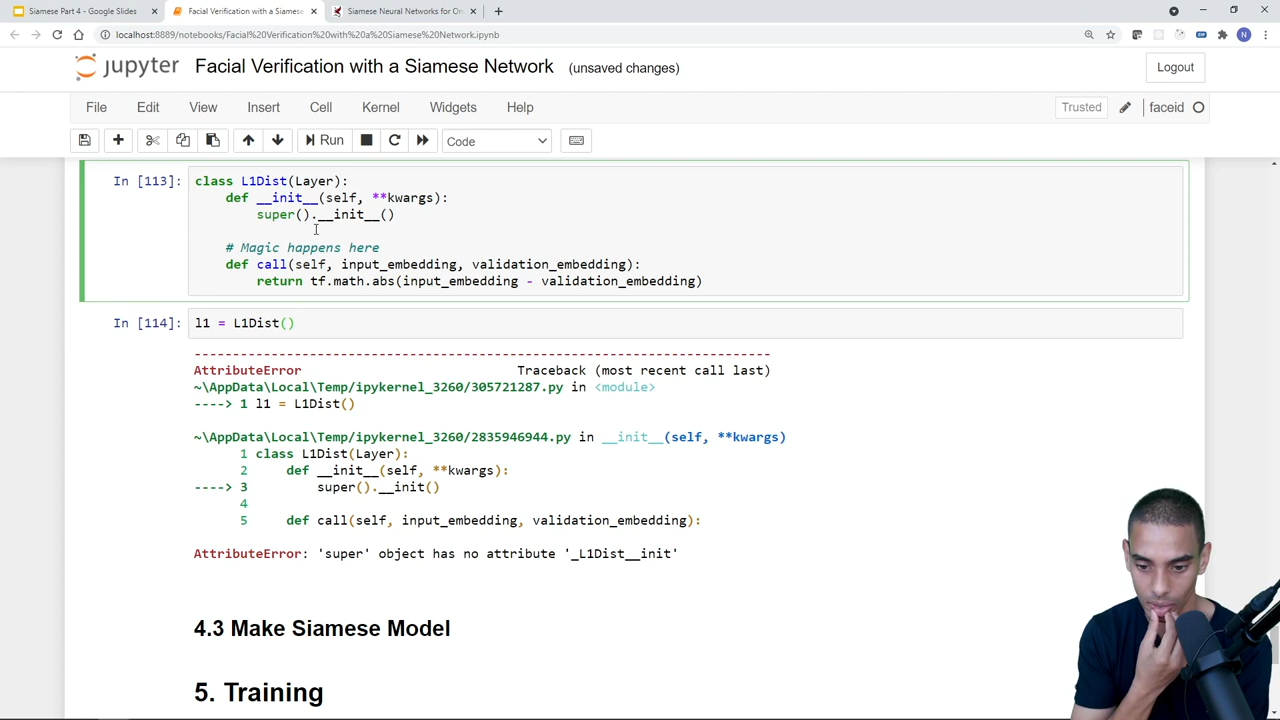 Siamese Part 4 - Google Slides
Facial Verification with a Siamese
Siamese Neural Networks for On
localhost:8889/notebooks/Facial%20Verification%20with%20a%20Siamese%20Network.ipynb
N
jupyter Facial Verification with a Siamese Network (unsaved changes) Logout
File Edit View Insert Cell Kernel Widgets Help Trusted faceid
Run Code
In [113]: class L1Dist(Layer):
def __init__(self, **kwargs):
super().__init__()
# Magic happens here
def call(self, input_embedding, validation_embedding):
return tf.math.abs(input_embedding - validation_embedding)
In [114]: l1 = L1Dist()
---------------------------------------------------------------------------
AttributeError Traceback (most recent call last)
~\AppData\Local\Temp/ipykernel_3260/305721287.py in <module>
----> 1 l1 = L1Dist()
~\AppData\Local\Temp/ipykernel_3260/2835946944.py in __init__(self, **kwargs)
1 class L1Dist(Layer):
2 def __init__(self, **kwargs):
----> 3 super().__init()
4
5 def call(self, input_embedding, validation_embedding):
AttributeError: 'super' object has no attribute '_L1Dist__init'
4.3 Make Siamese Model
5. Training